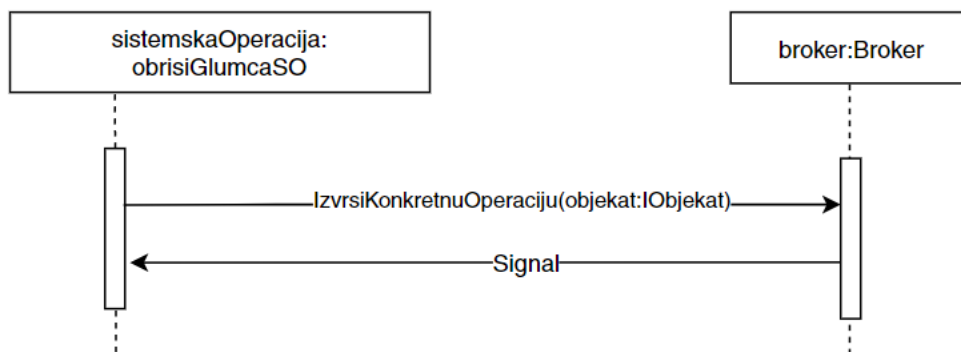 sistemskaOperacija:
obrisiGlumcaSO
broker:Broker
IzvrsiKonkretnuOperaciju(objekat:IObjekat)
Signal